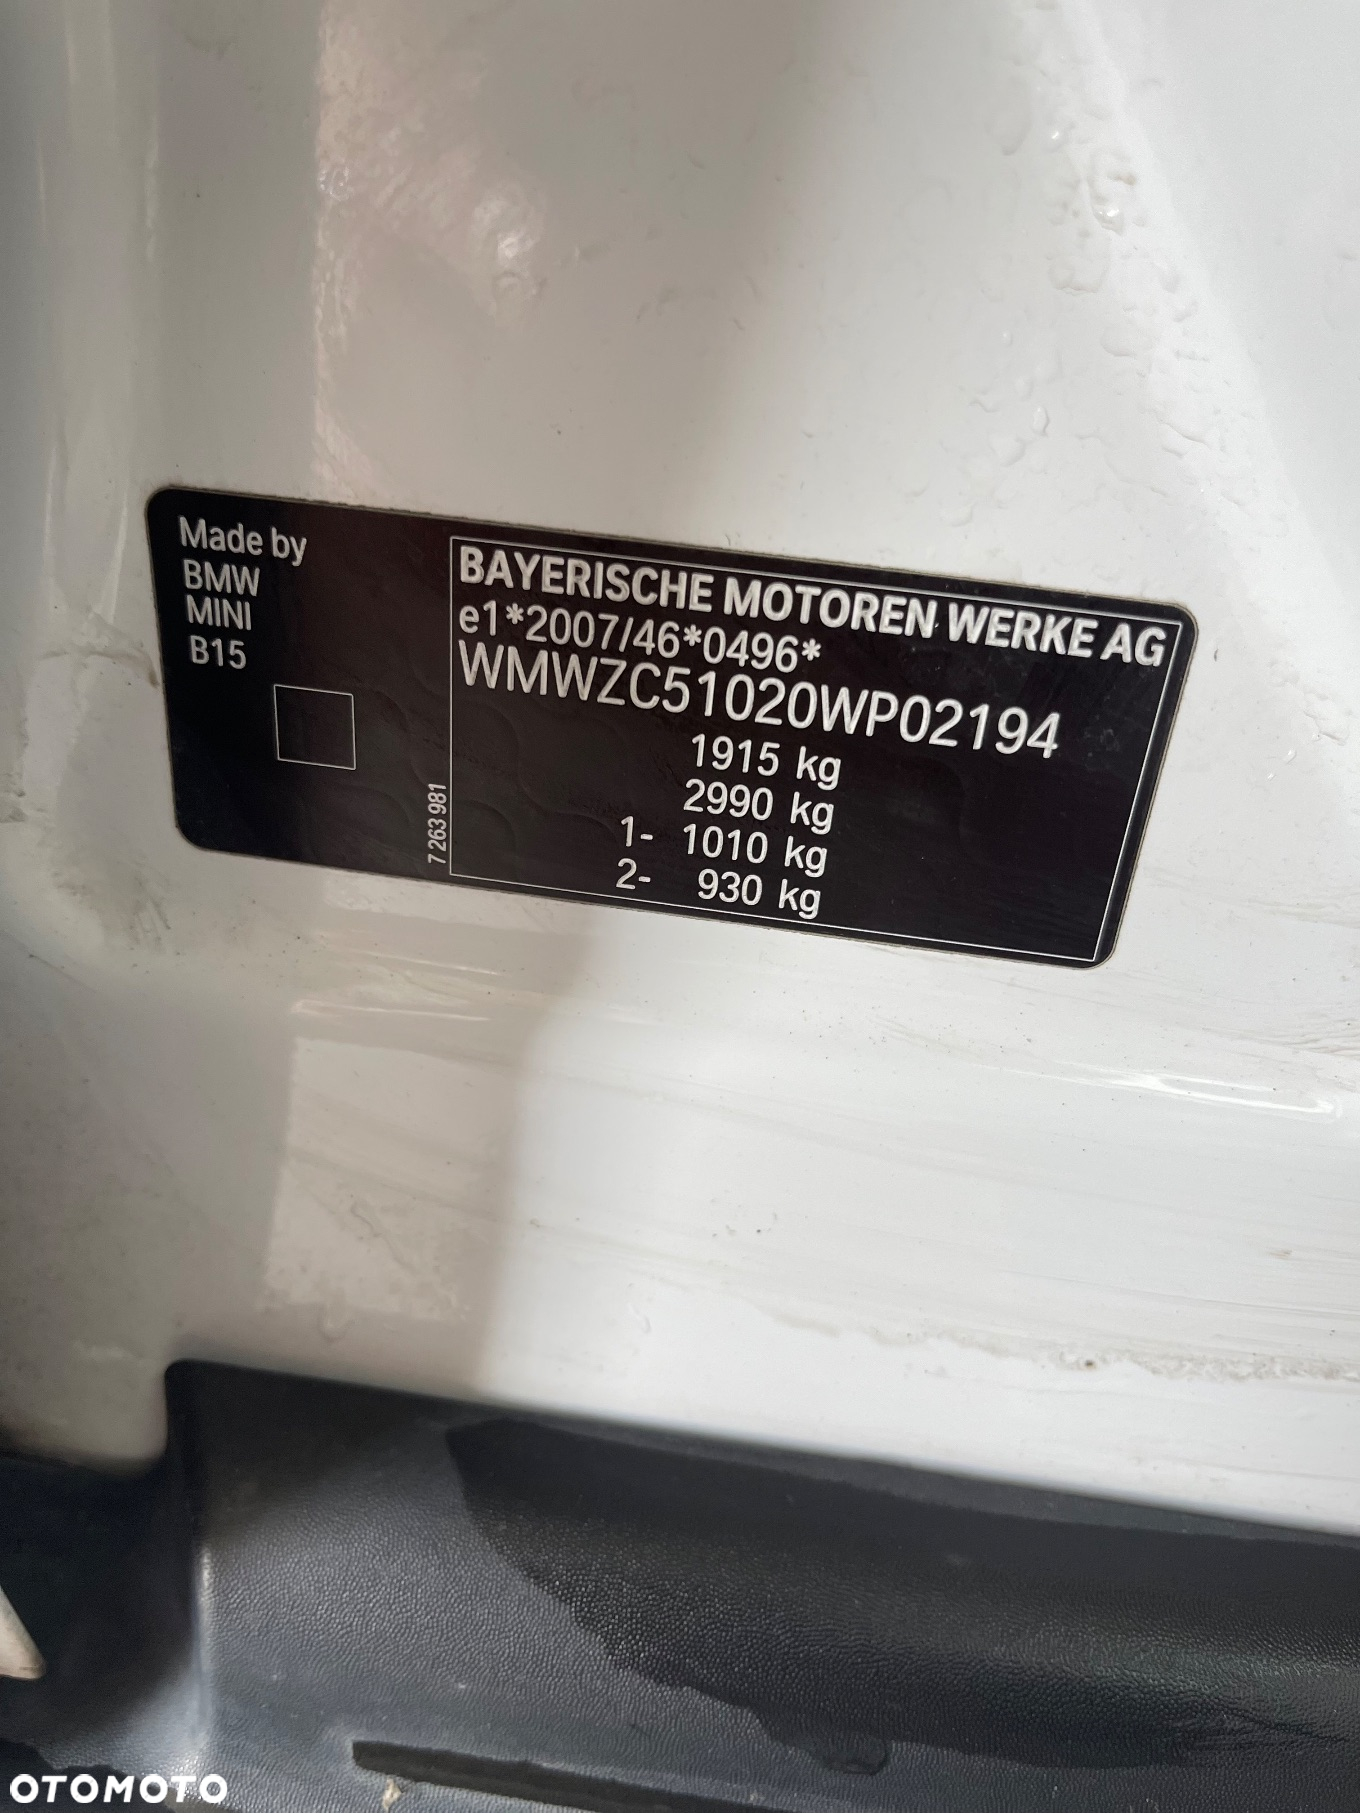 Made by
BMW
MINI
B15
7 263 981
BAYERISCHE MOTOREN WERKE AG
e1*2007/46*0496*
WMWZC51020WP02194
1915 kg
2990 kg
1- 1010 kg
2- 930 kg
OTOMOTO